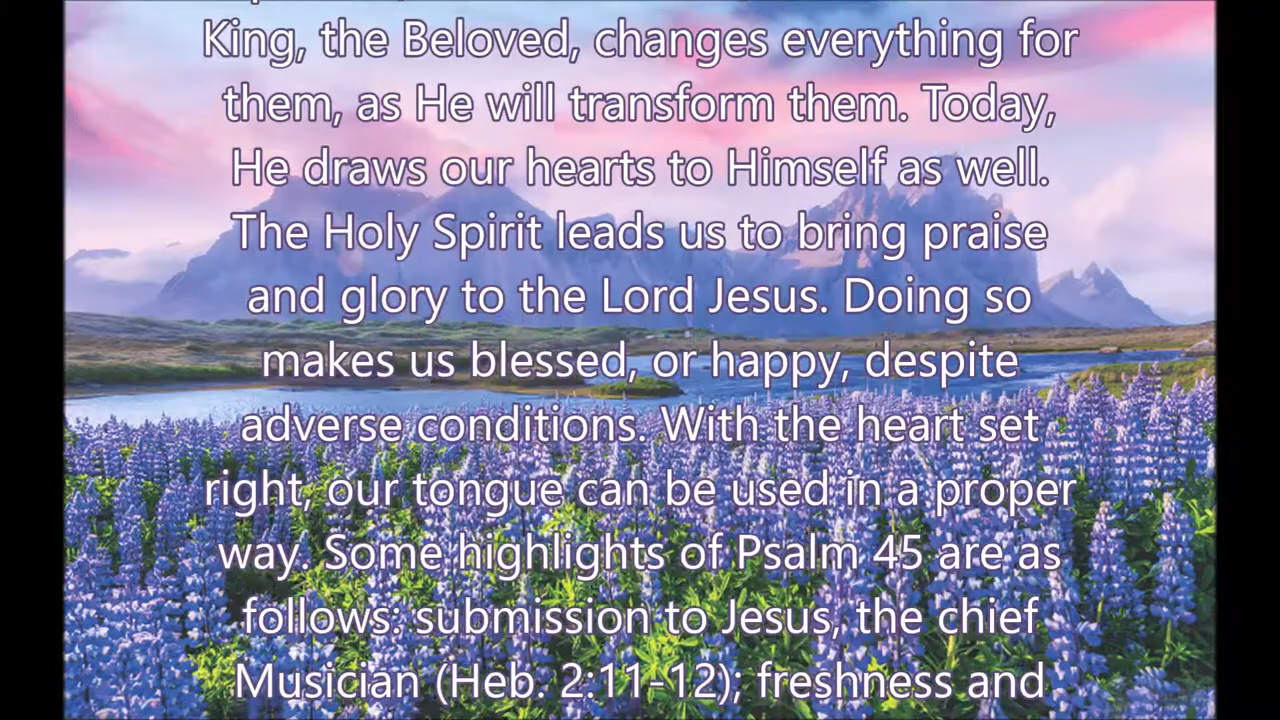 King, the Beloved, changes everything for
them, as He will transform them. Today,
He draws our hearts to Himself as well.
The Holy Spirit leads us to bring praise
and glory to the Lord Jesus. Doing so
makes us blessed, or happy, despite
adverse conditions. With the heart set
right, our tongue can be used in a proper
way. Some highlights of Psalm 45 are as
follows: submission to Jesus, the chief
Musician (Heb. 2:11-12); freshness and